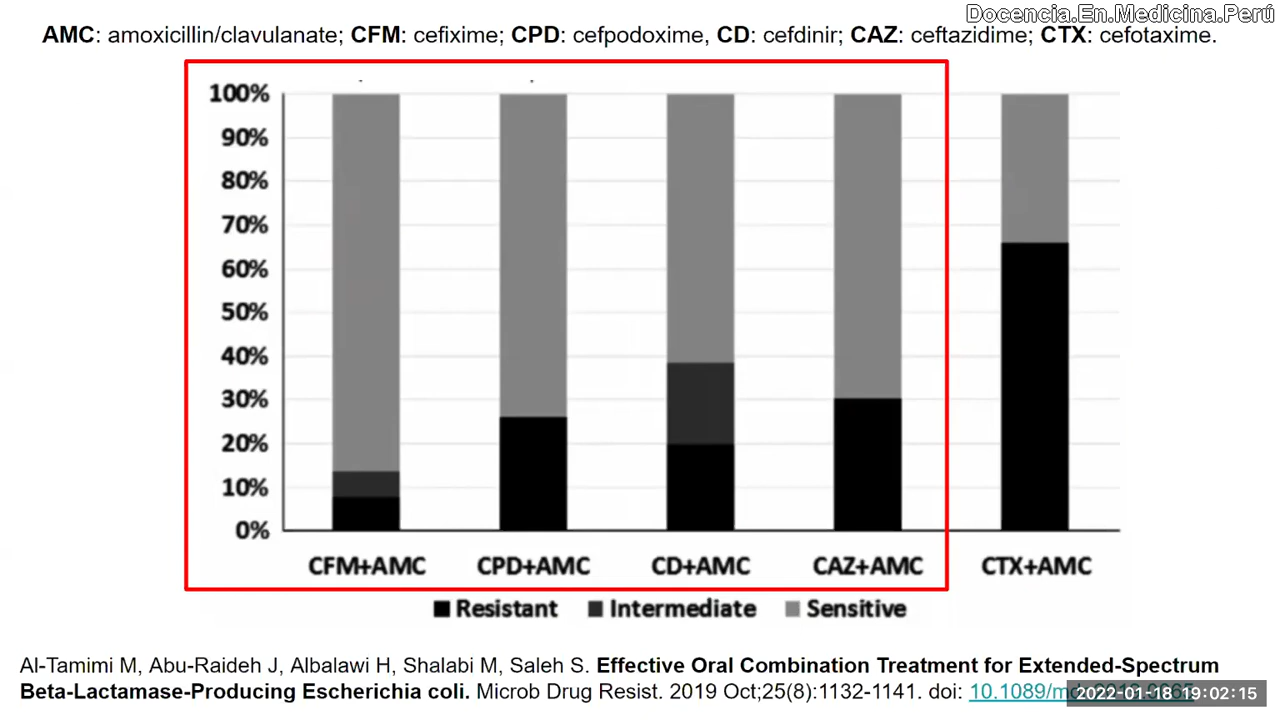 Docencia.En.Medicina.Perú
AMC: amoxicillin/clavulanate; CFM: cefixime; CPD: cefpodoxime, CD: cefdinir; CAZ: ceftazidime; CTX: cefotaxime.
100%
90%
80%
70%
60%
50%
40%
30%
20%
10%
0%
CFM+AMC CPD+AMC CD+AMC CAZ+AMC CTX+AMC
Resistant Intermediate Sensitive
Al-Tamimi M, Abu-Raideh J, Albalawi H, Shalabi M, Saleh S. Effective Oral Combination Treatment for Extended-Spectrum
Beta-Lactamase-Producing Escherichia coli. Microb Drug Resist. 2019 Oct;25(8):1132-1141. doi:
2022-01-18 19:02:15